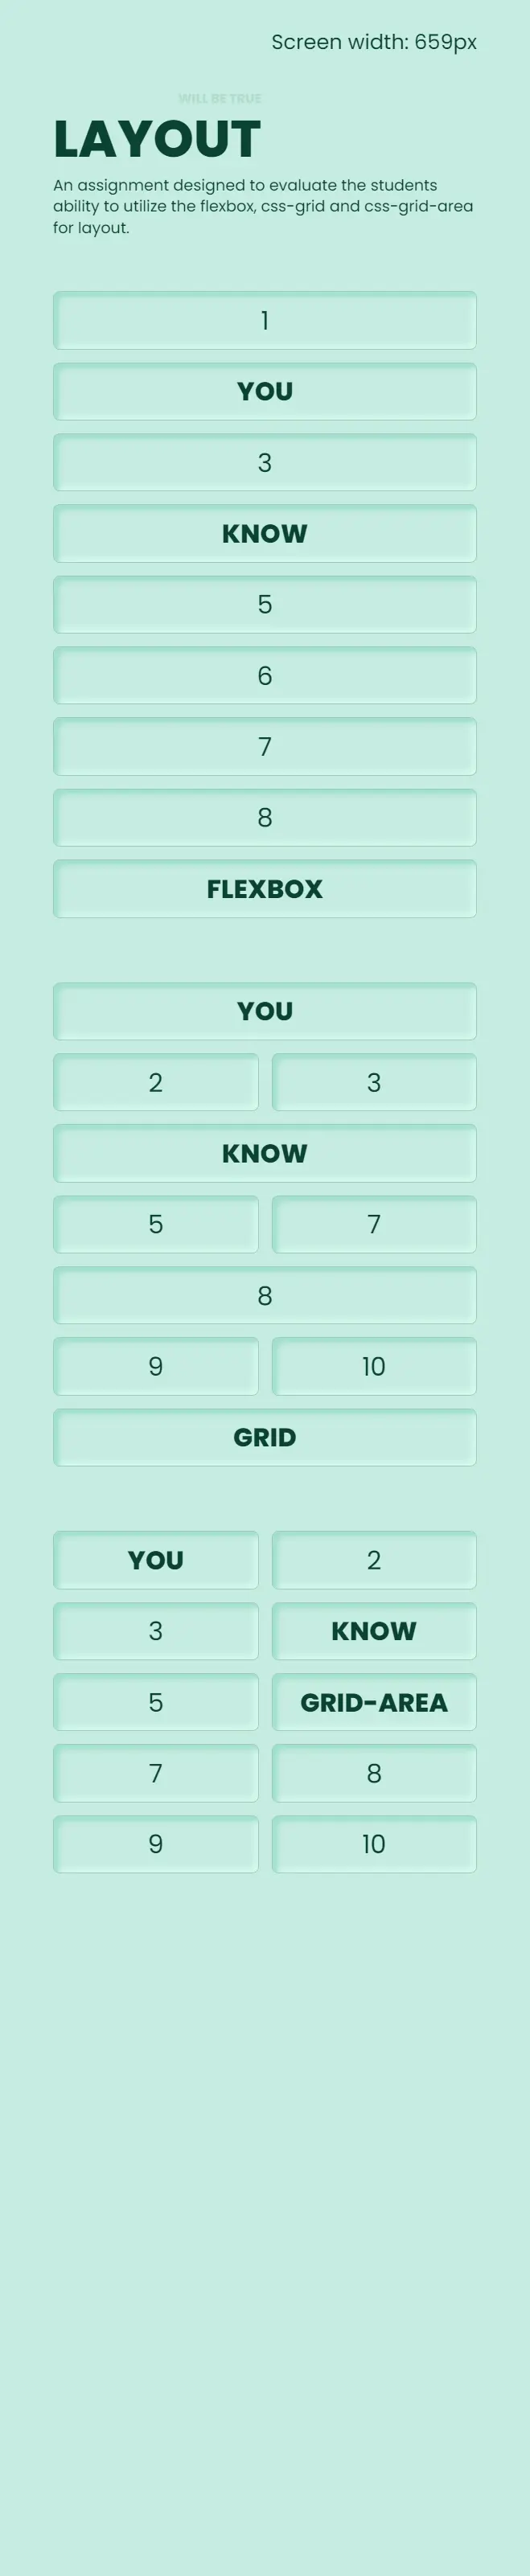 Screen width: 659px
WILL BE TRUE
LAYOUT
An assignment designed to evaluate the students
ability to utilize the flexbox, css-grid and css-grid-area
for layout.
1
YOU
3
KNOW
5
6
7
8
FLEXBOX
YOU
2 3
KNOW
5 7
8
9 10
GRID
YOU 2
3 KNOW
5 GRID-AREA
7 8
9 10